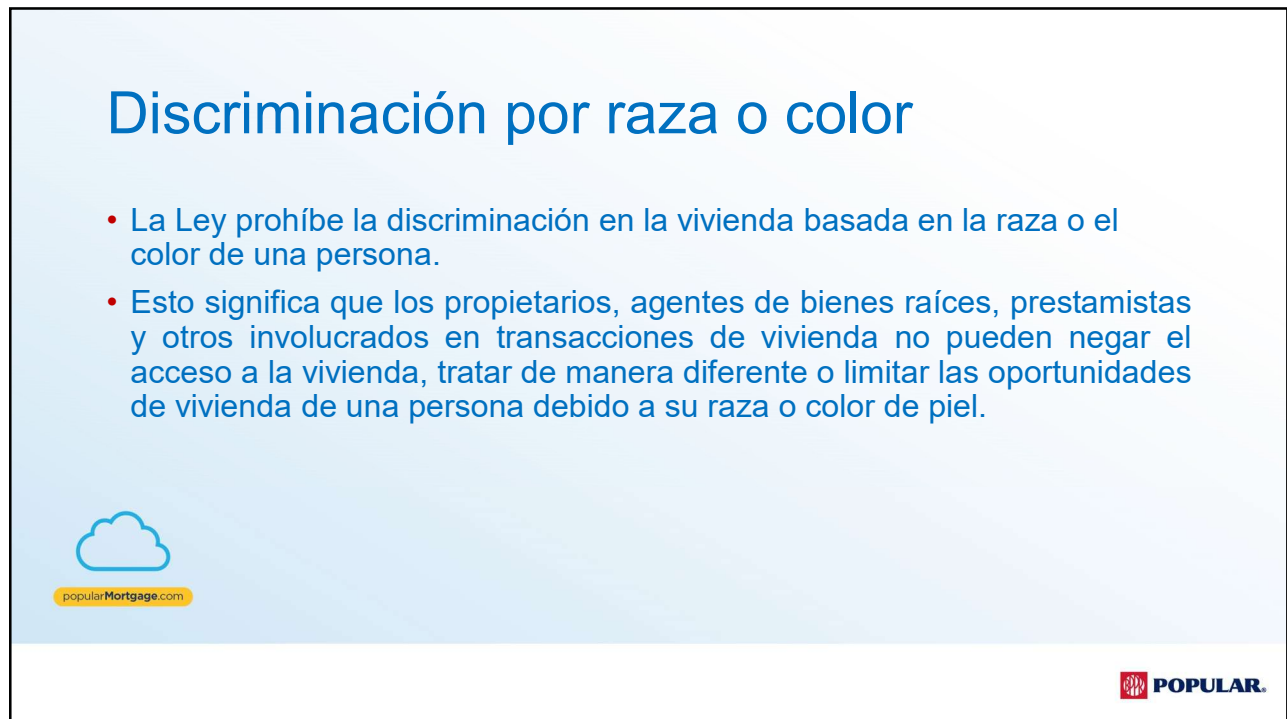 Discriminación por raza o color
• La Ley prohíbe la discriminación en la vivienda basada en la raza o el
color de una persona.
• Esto significa que los propietarios, agentes de bienes raíces, prestamistas
y otros involucrados en transacciones de vivienda no pueden negar el
acceso a la vivienda, tratar de manera diferente o limitar las oportunidades
de vivienda de una persona debido a su raza o color de piel.
popularMortgage.com
POPULAR.